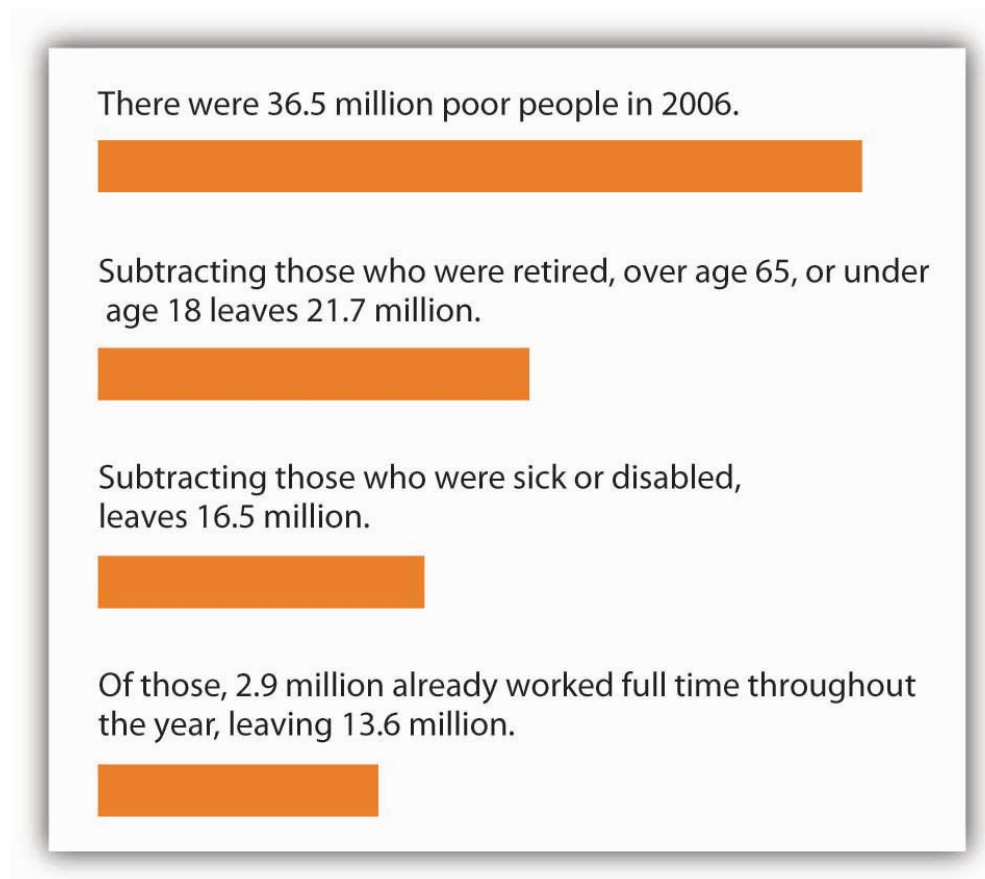 There were 36.5 million poor people in 2006.
Subtracting those who were retired, over age 65, or under
age 18 leaves 21.7 million.
Subtracting those who were sick or disabled,
leaves 16.5 million.
Of those, 2.9 million already worked full time throughout
the year, leaving 13.6 million.